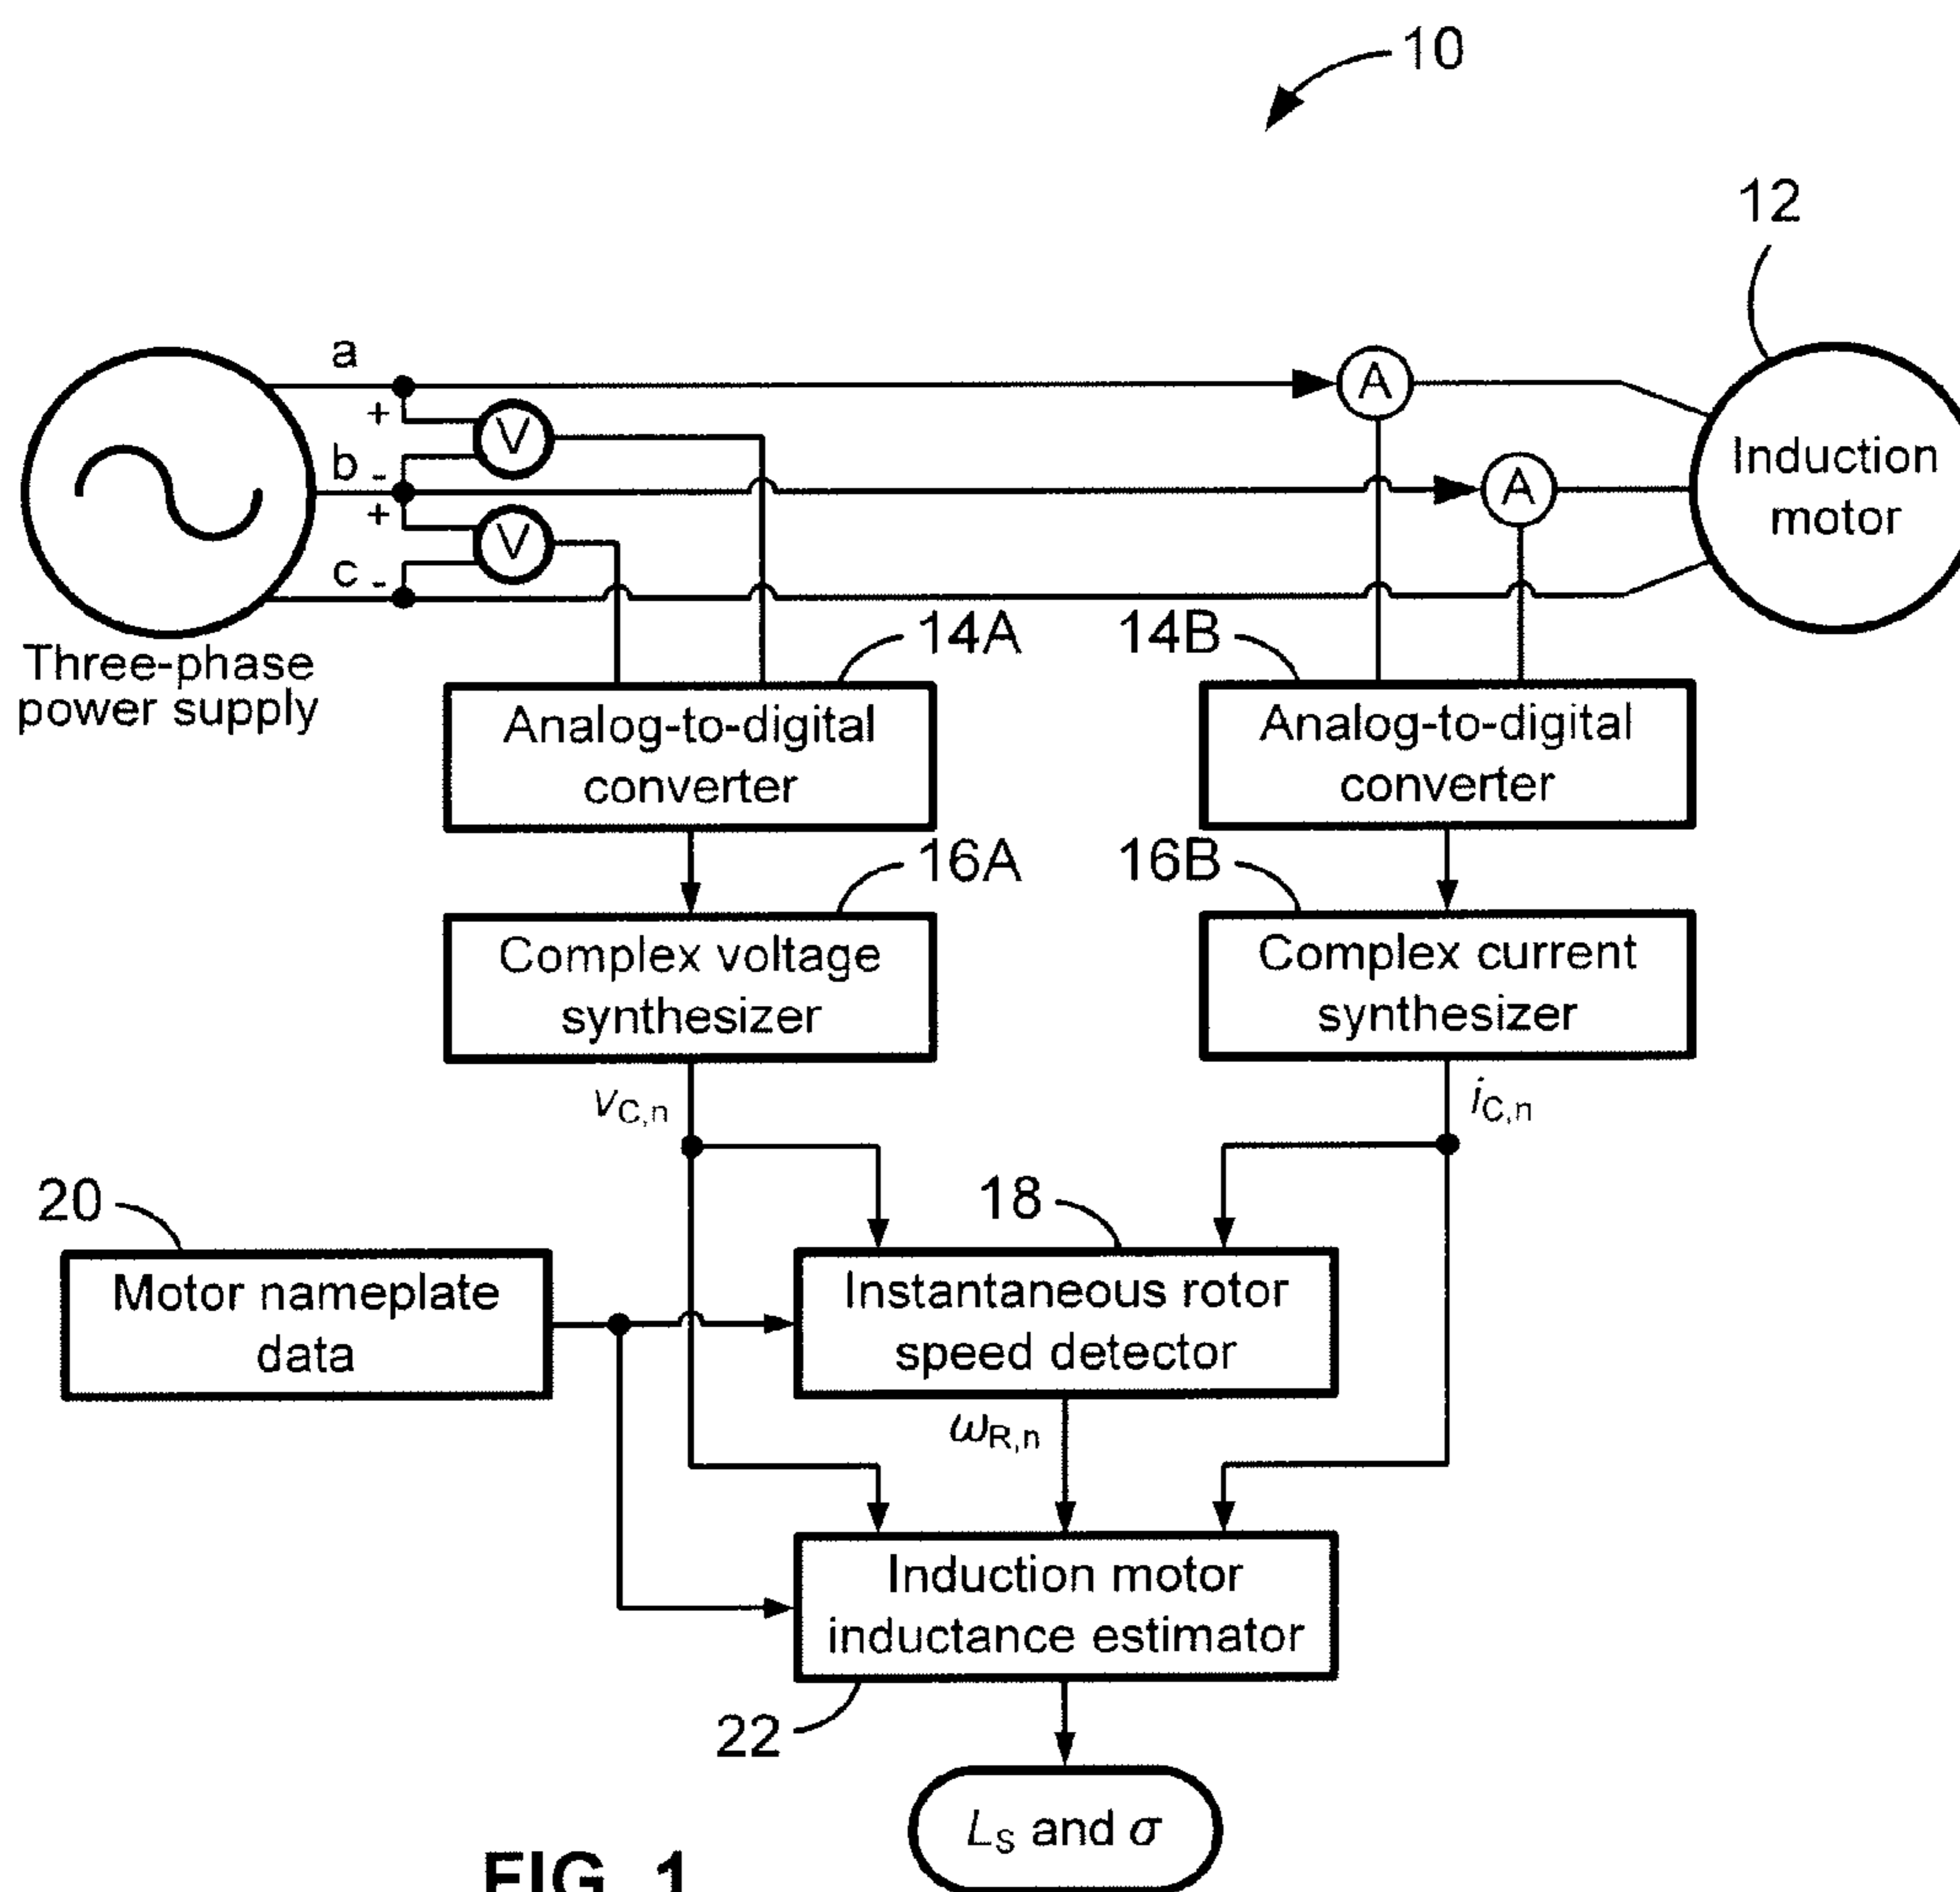 10
12
a
+
A
V
b -
+
A
Induction
motor
V
c -
14A
14B
Three-phase
power supply
Analog-to-digital
converter
Analog-to-digital
converter
16A
16B
Complex voltage
synthesizer
Complex current
synthesizer
vC,n
iC,n
20
18
Motor nameplate
data
Instantaneous rotor
speed detector
ωR,n
Induction motor
inductance estimator
22
LS and σ
FIG. 1